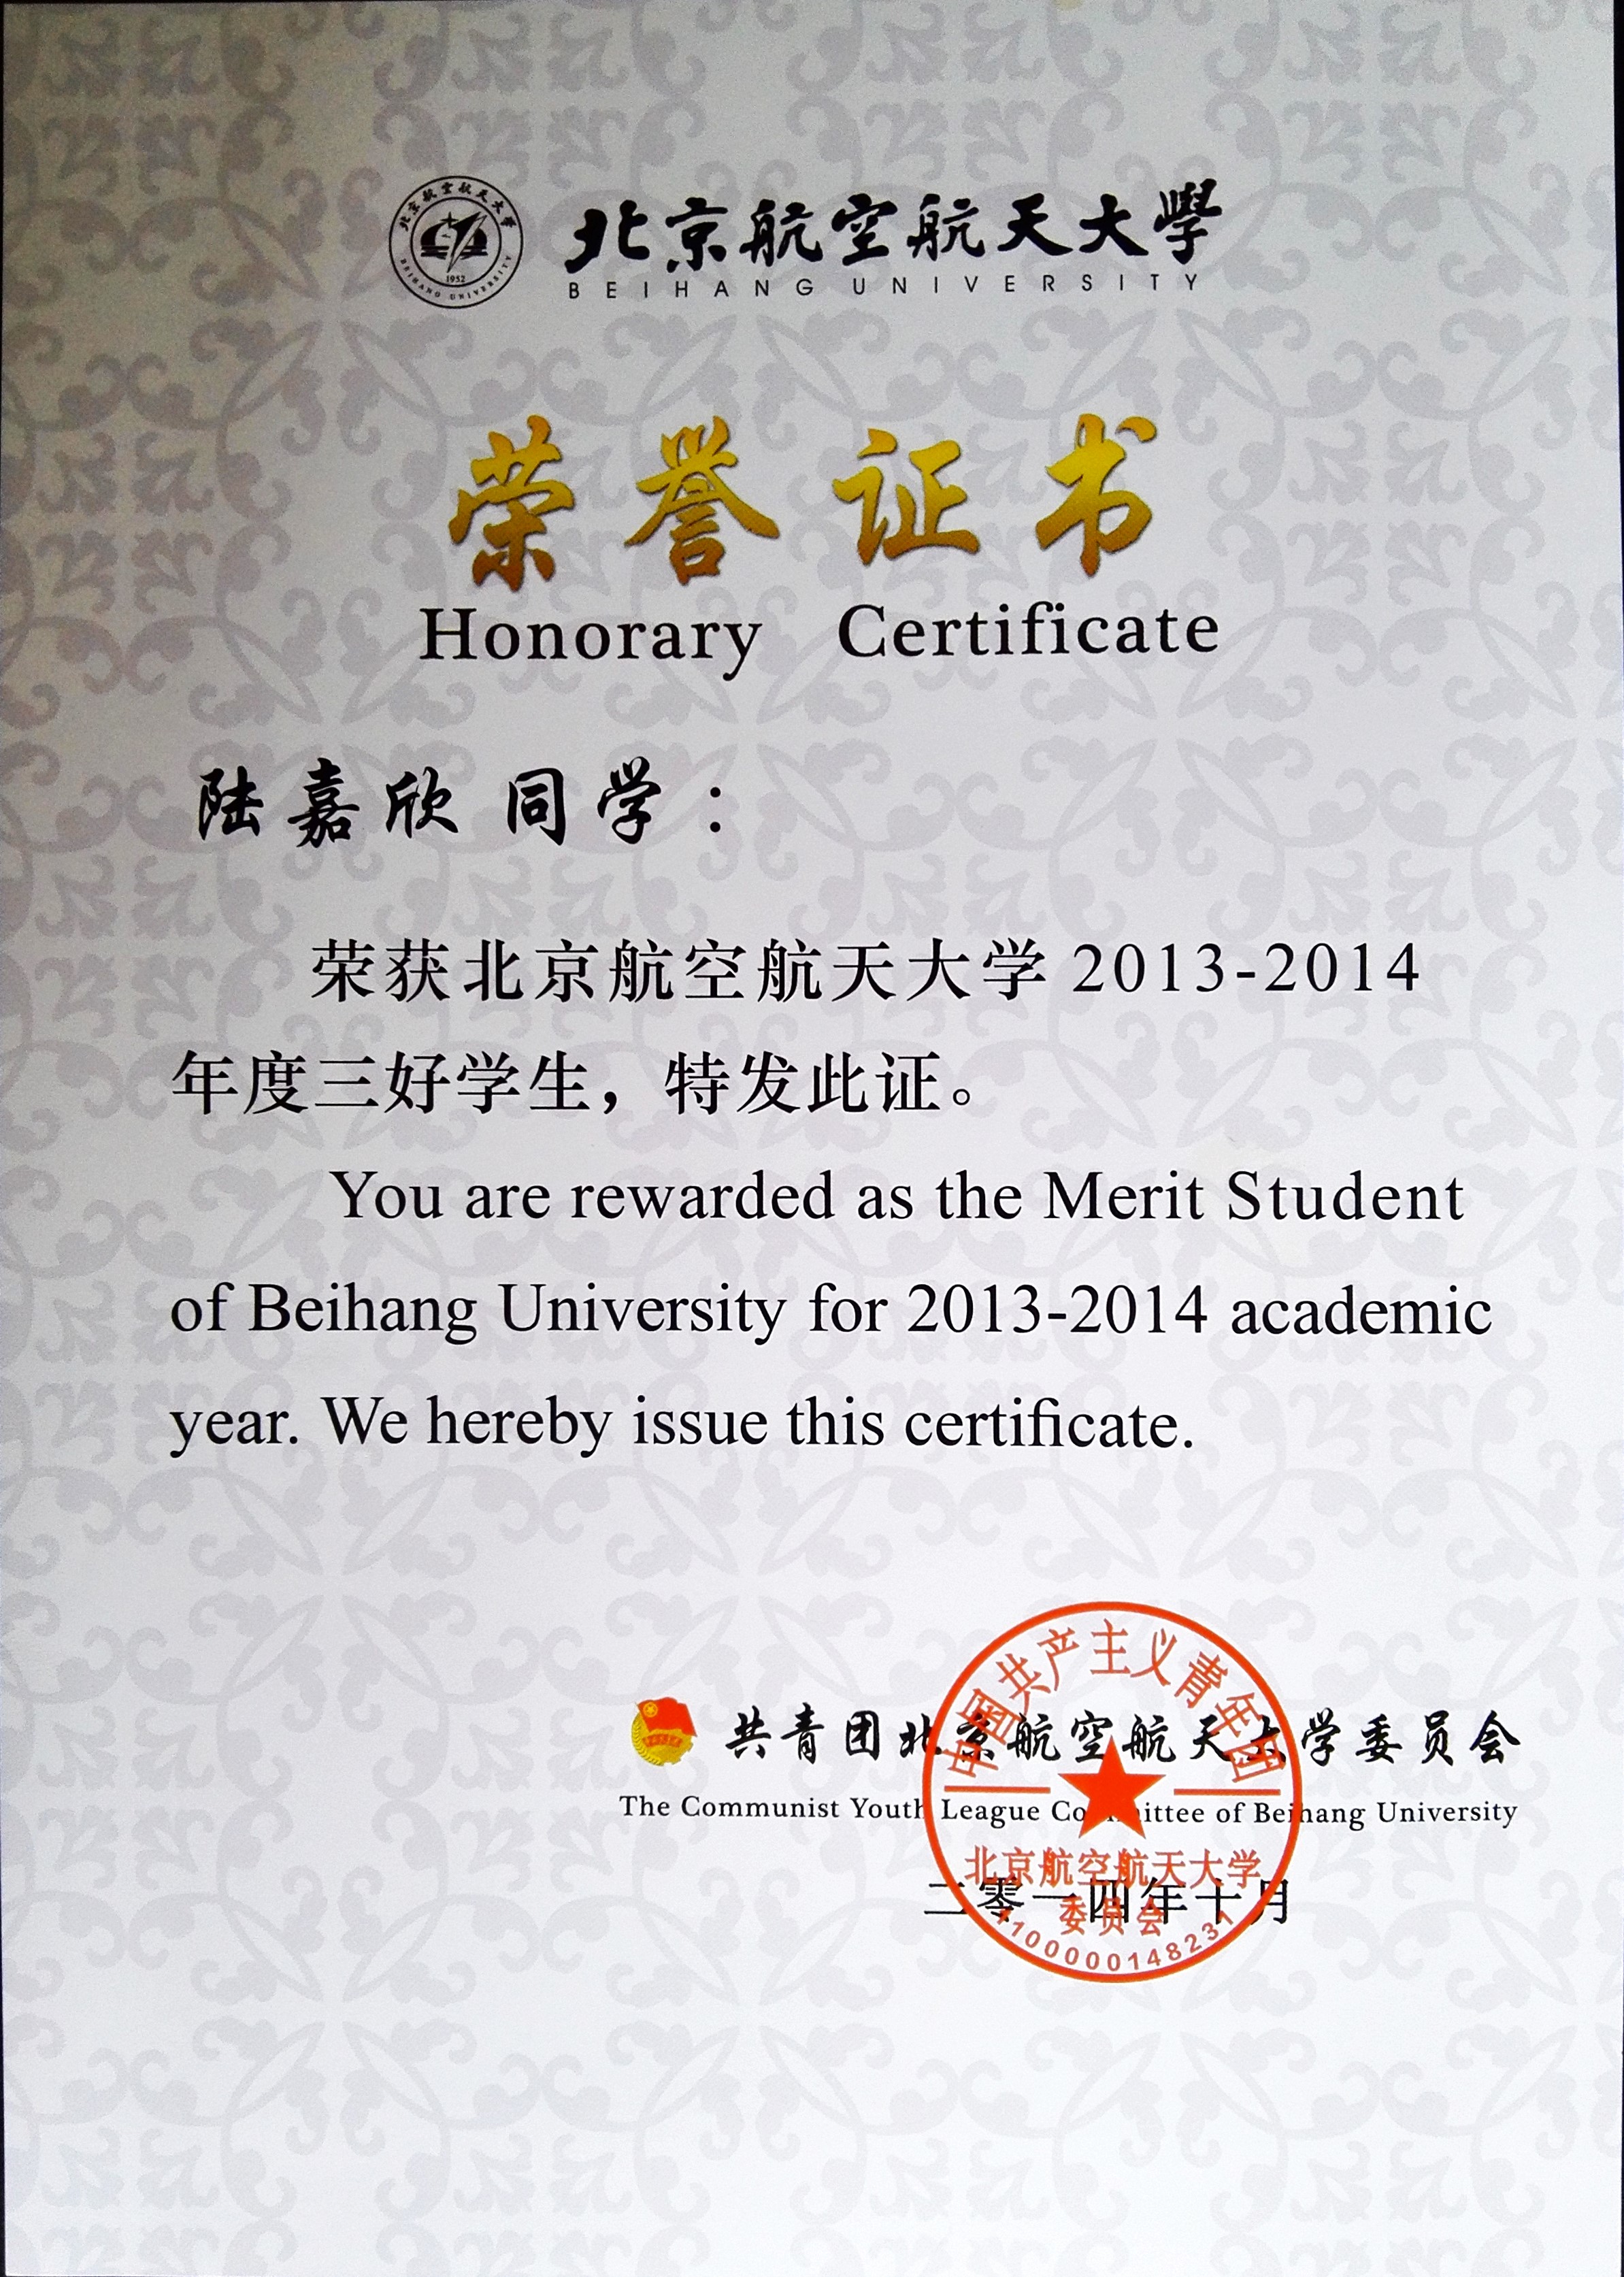 北京航空航天大學
BEIHANG UNIVERSITY
1952
北京航空航天大學
BEIHANG UNIVERSITY
荣誉证书
Honorary Certificate
陆嘉欣 同学：
荣获北京航空航天大学 2013-2014
年度三好学生，特发此证。
You are rewarded as the Merit Student
of Beihang University for 2013-2014 academic
year. We hereby issue this certificate.
中国共产主义青年团
共青团北京航空航天大学委员会
The Communist Youth League Committee of Beihang University
北京航空航天大学
二零一四年十月
委员会
1100000148231